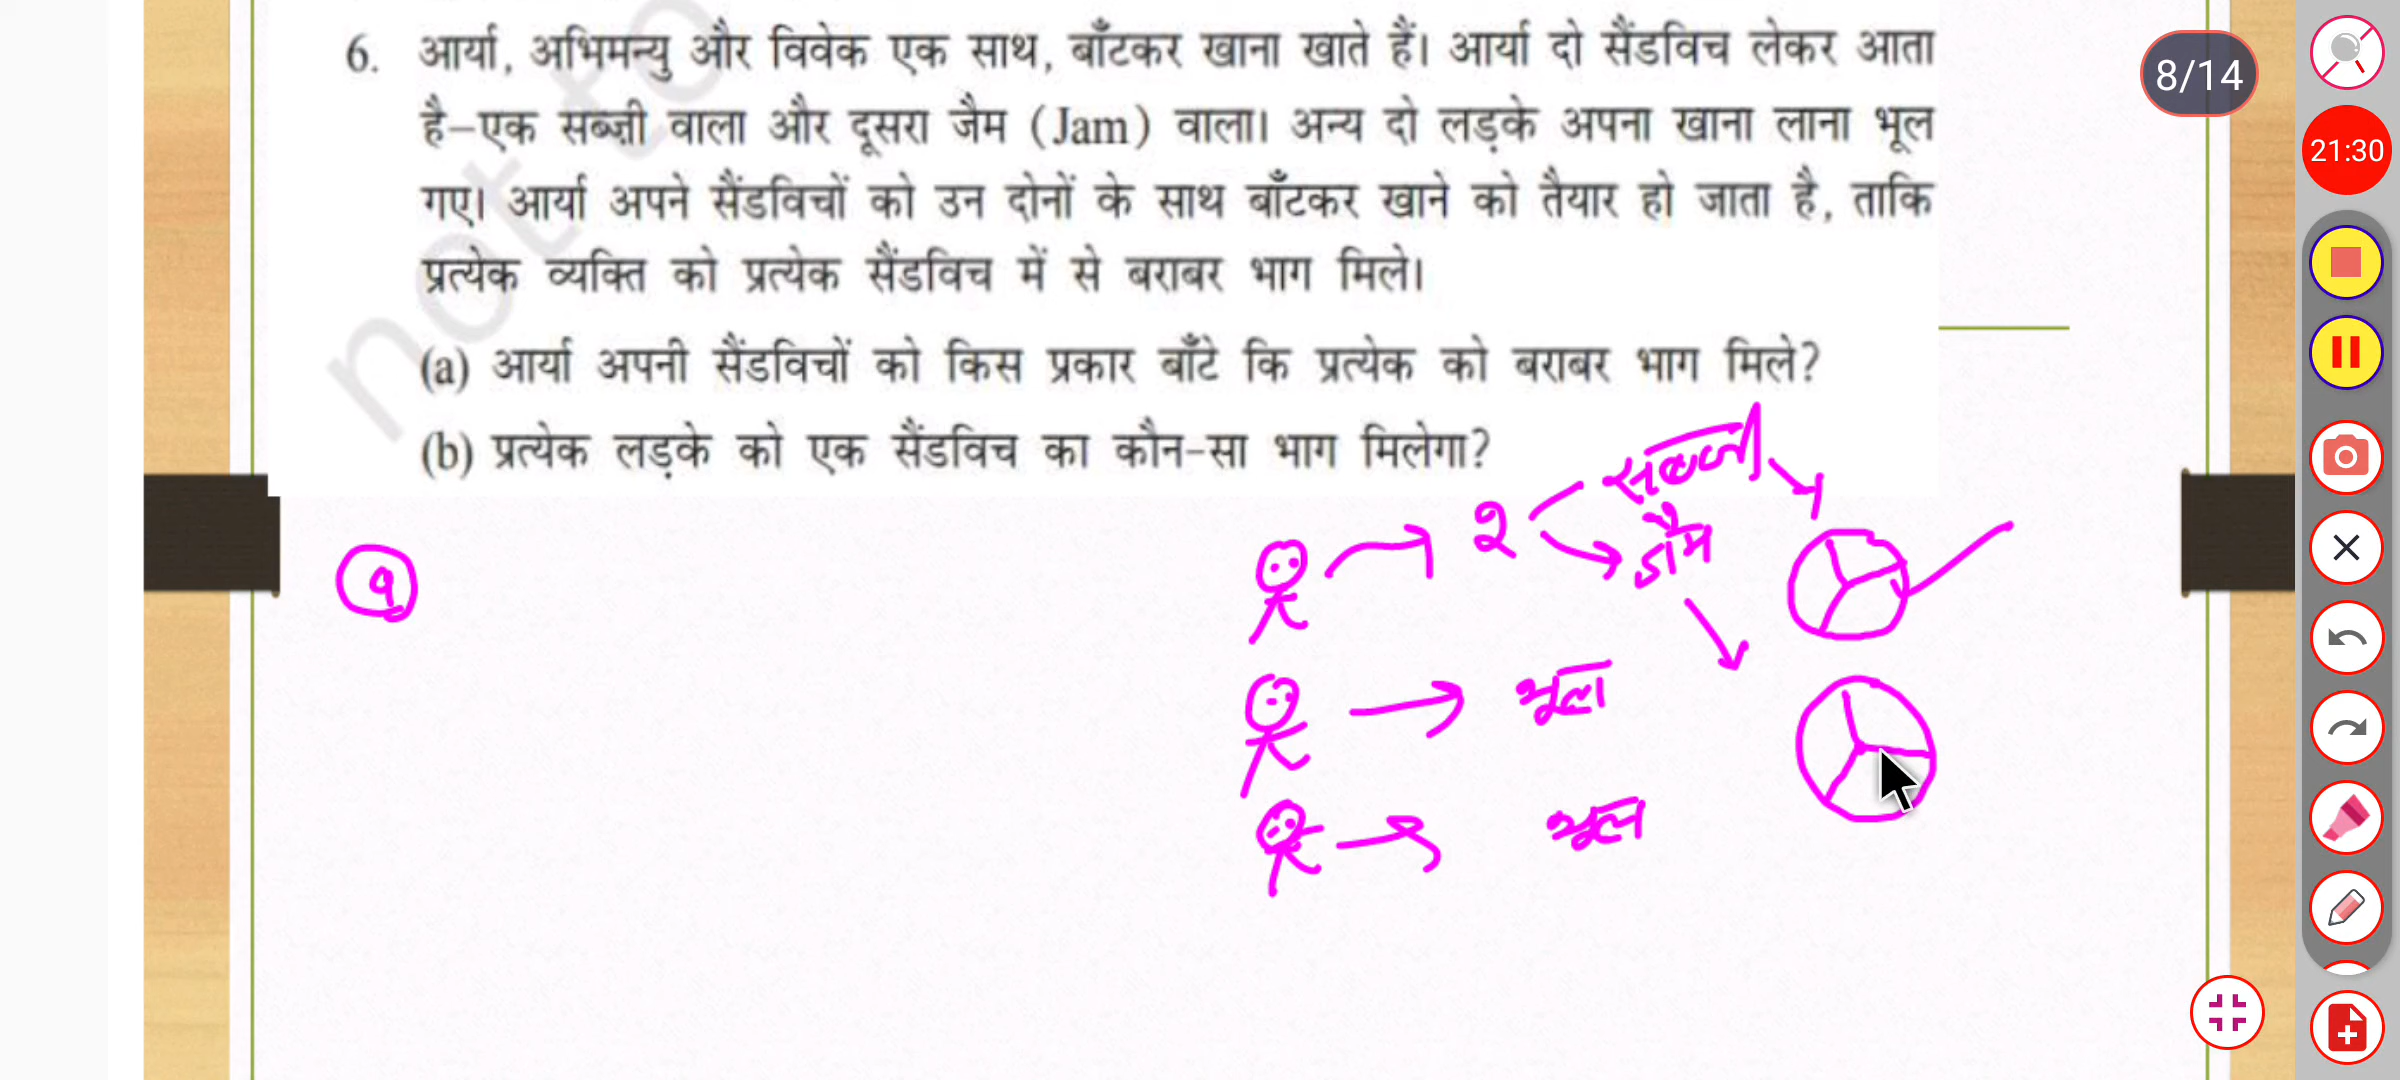 6. आर्या, अभिमन्यु और विवेक एक साथ, बाँटकर खाना खाते हैं। आर्या दो सैंडविच लेकर आता
है–एक सब्ज़ी वाला और दूसरा जैम (Jam) वाला। अन्य दो लड़के अपना खाना लाना भूल
गए। आर्या अपने सैंडविचों को उन दोनों के साथ बाँटकर खाने को तैयार हो जाता है, ताकि
प्रत्येक व्यक्ति को प्रत्येक सैंडविच में से बराबर भाग मिले।
(a) आर्या अपनी सैंडविचों को किस प्रकार बाँटे कि प्रत्येक को बराबर भाग मिले?
(b) प्रत्येक लड़के को एक सैंडविच का कौन-सा भाग मिलेगा?
not to
8/14
21:30
सब्जी
2
जैम
a
भूल
भूल